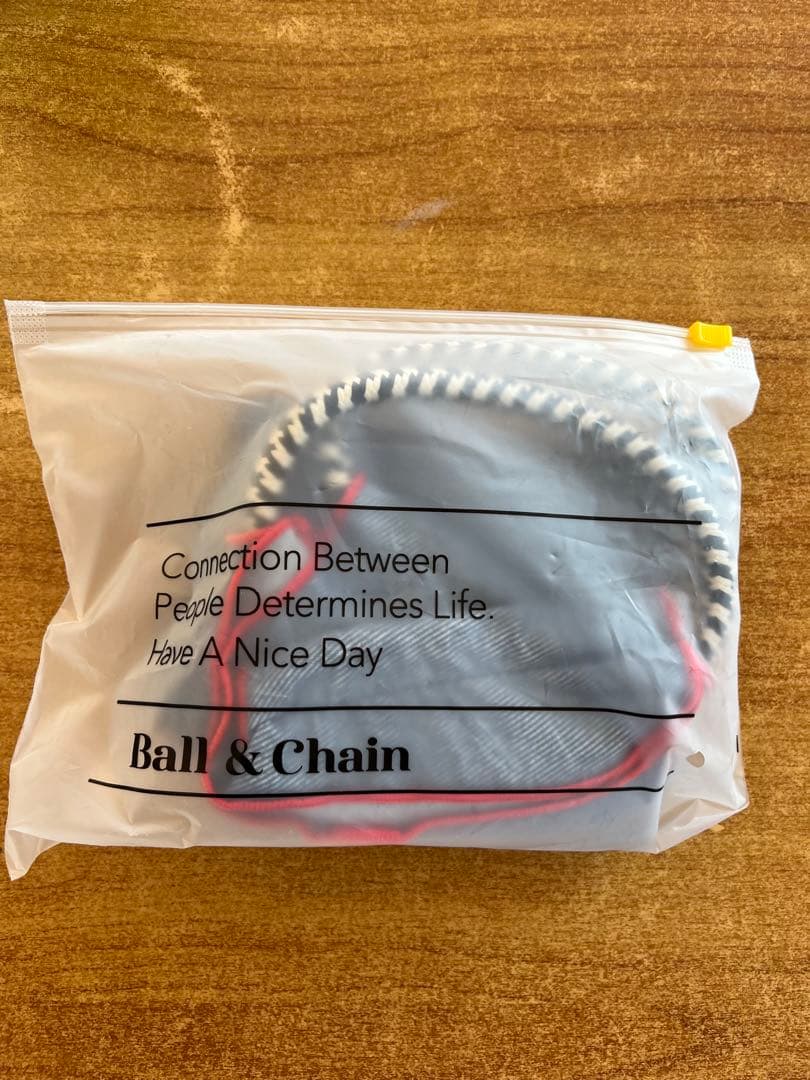 Connection Between
People Determines Life.
Have A Nice Day
Ball & Chain